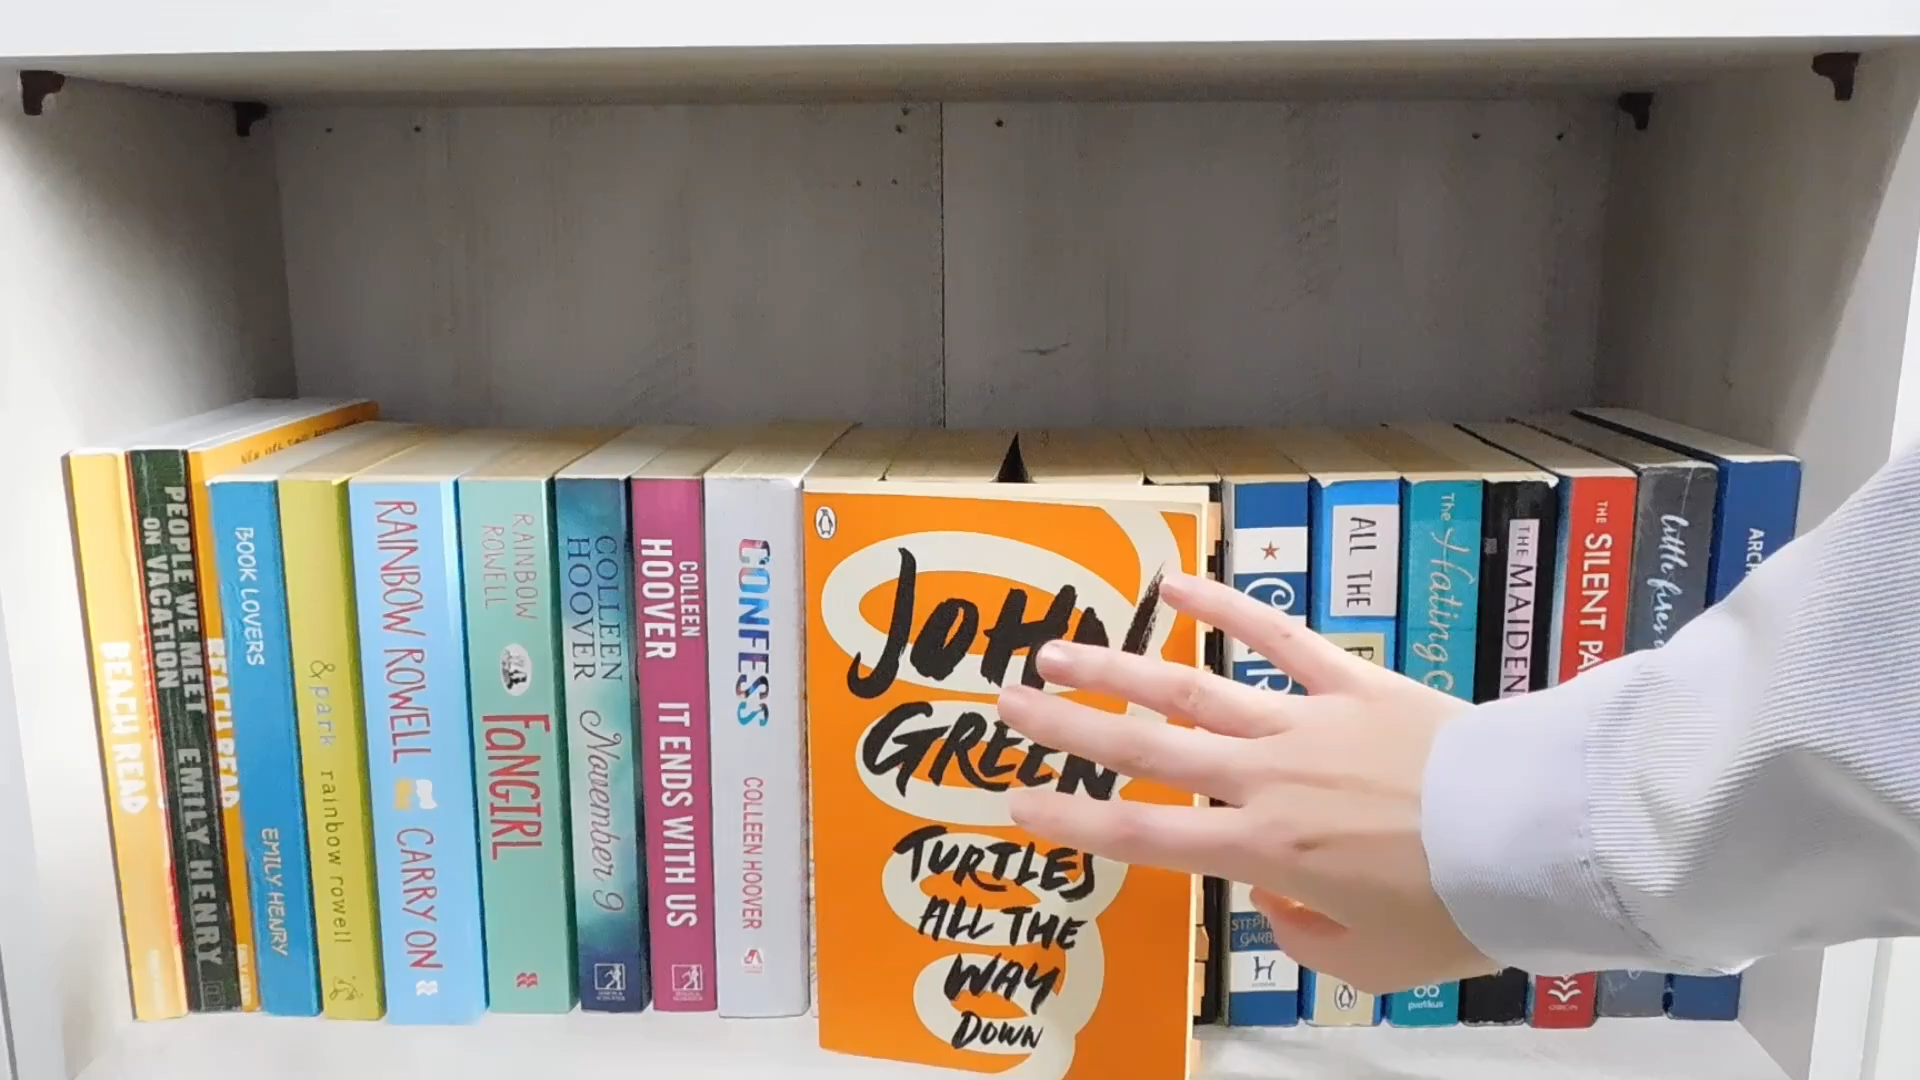 BEACH READ
PEOPLE WE MEET
ON VACATION
EMILY HENRY
BEACH READ
BOOK LOVERS
EMILY HENRY
& park
rainbow rowell
RAINBOW ROWELL
CARRY ON
RAINBOW
ROWELL
FANGIRL
COLLEEN
HOOVER
November 9
COLLEEN
HOOVER
IT ENDS WITH US
CONFESS
COLLEEN HOOVER
JOHN
GREEN
TURTLES
ALL THE
WAY
DOWN
ALL THE
The Hating
THE MAIDEN
THE SILENT
little fires